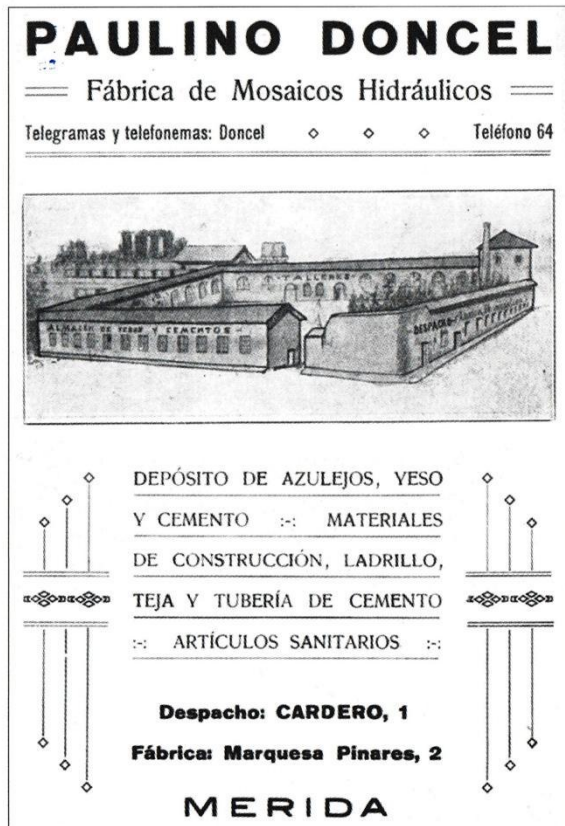 PAULINO DONCEL
Fábrica de Mosaicos Hidráulicos
Telegramas y telefonemas: Doncel Teléfono 64
TALLERES
ALMACÉN DE YESOS Y CEMENTOS
DESPACHO
DEPÓSITO DE AZULEJOS, YESO
Y CEMENTO :-: MATERIALES
DE CONSTRUCCIÓN, LADRILLO,
TEJA Y TUBERÍA DE CEMENTO
:-: ARTÍCULOS SANITARIOS :-:
Despacho: CARDERO, 1
Fábrica: Marquesa Pinares, 2
MERIDA